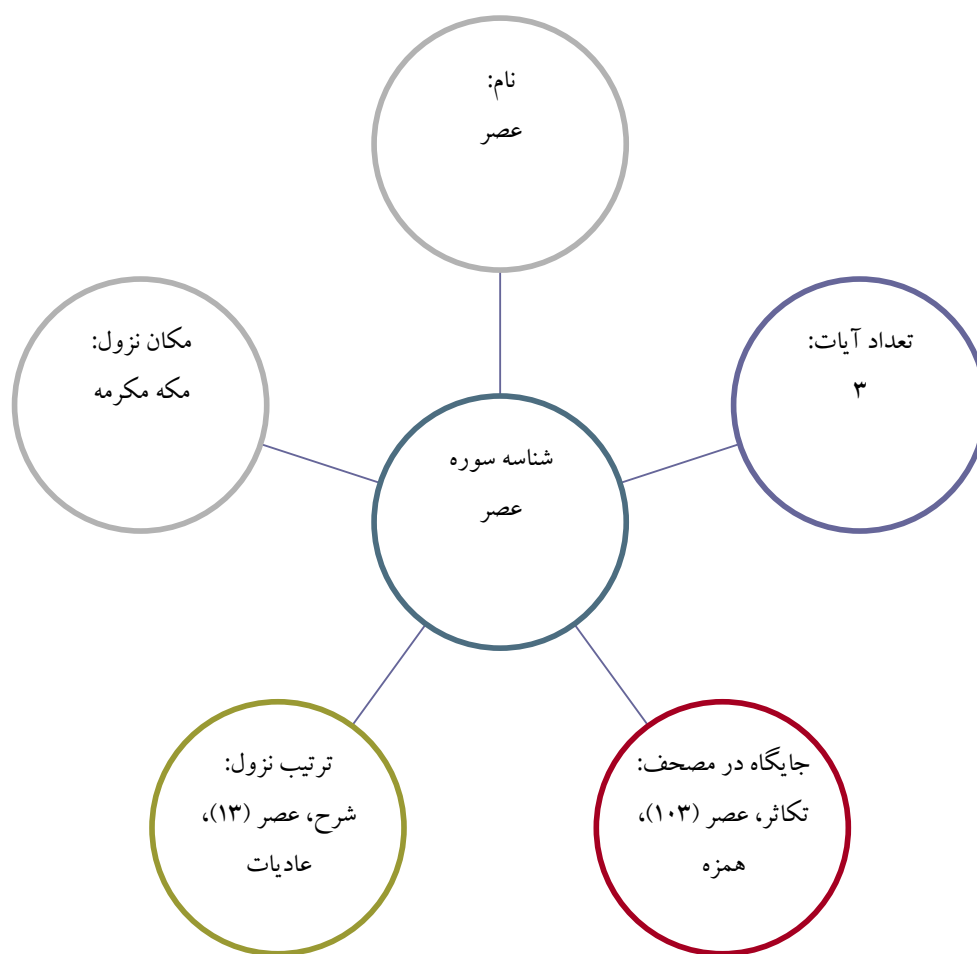 نام:
عصر
تعداد آیات:
۳
مکان نزول:
مکه مکرمه
شناسه سوره
عصر
جایگاه در مصحف:
تکاثر، عصر (۱۰۳)،
همزه
ترتیب نزول:
شرح، عصر (۱۳)،
عادیات